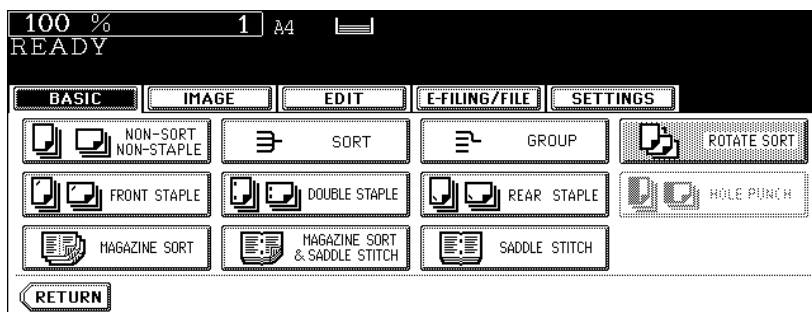 100 % 1 A4
READY
BASIC IMAGE EDIT E-FILING/FILE SETTINGS
NON-SORT
NON-STAPLE
SORT
GROUP
ROTATE SORT
FRONT STAPLE
DOUBLE STAPLE
REAR STAPLE
HOLE PUNCH
MAGAZINE SORT
MAGAZINE SORT
& SADDLE STITCH
SADDLE STITCH
RETURN